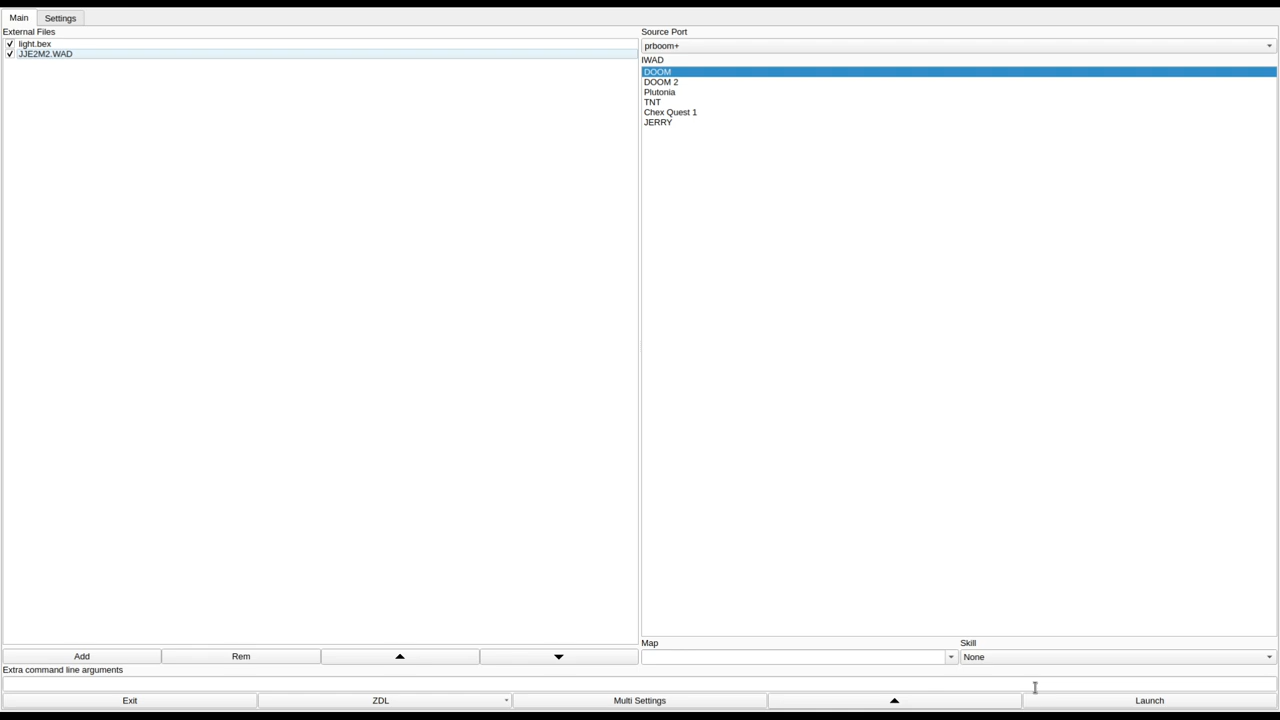 Main Settings
External Files
light.bex
JJE2M2.WAD
Source Port
prboom+
IWAD
DOOM
DOOM 2
Plutonia
TNT
Chex Quest 1
JERRY
Map Skill
None
Add Rem
Extra command line arguments
Exit ZDL Multi Settings Launch